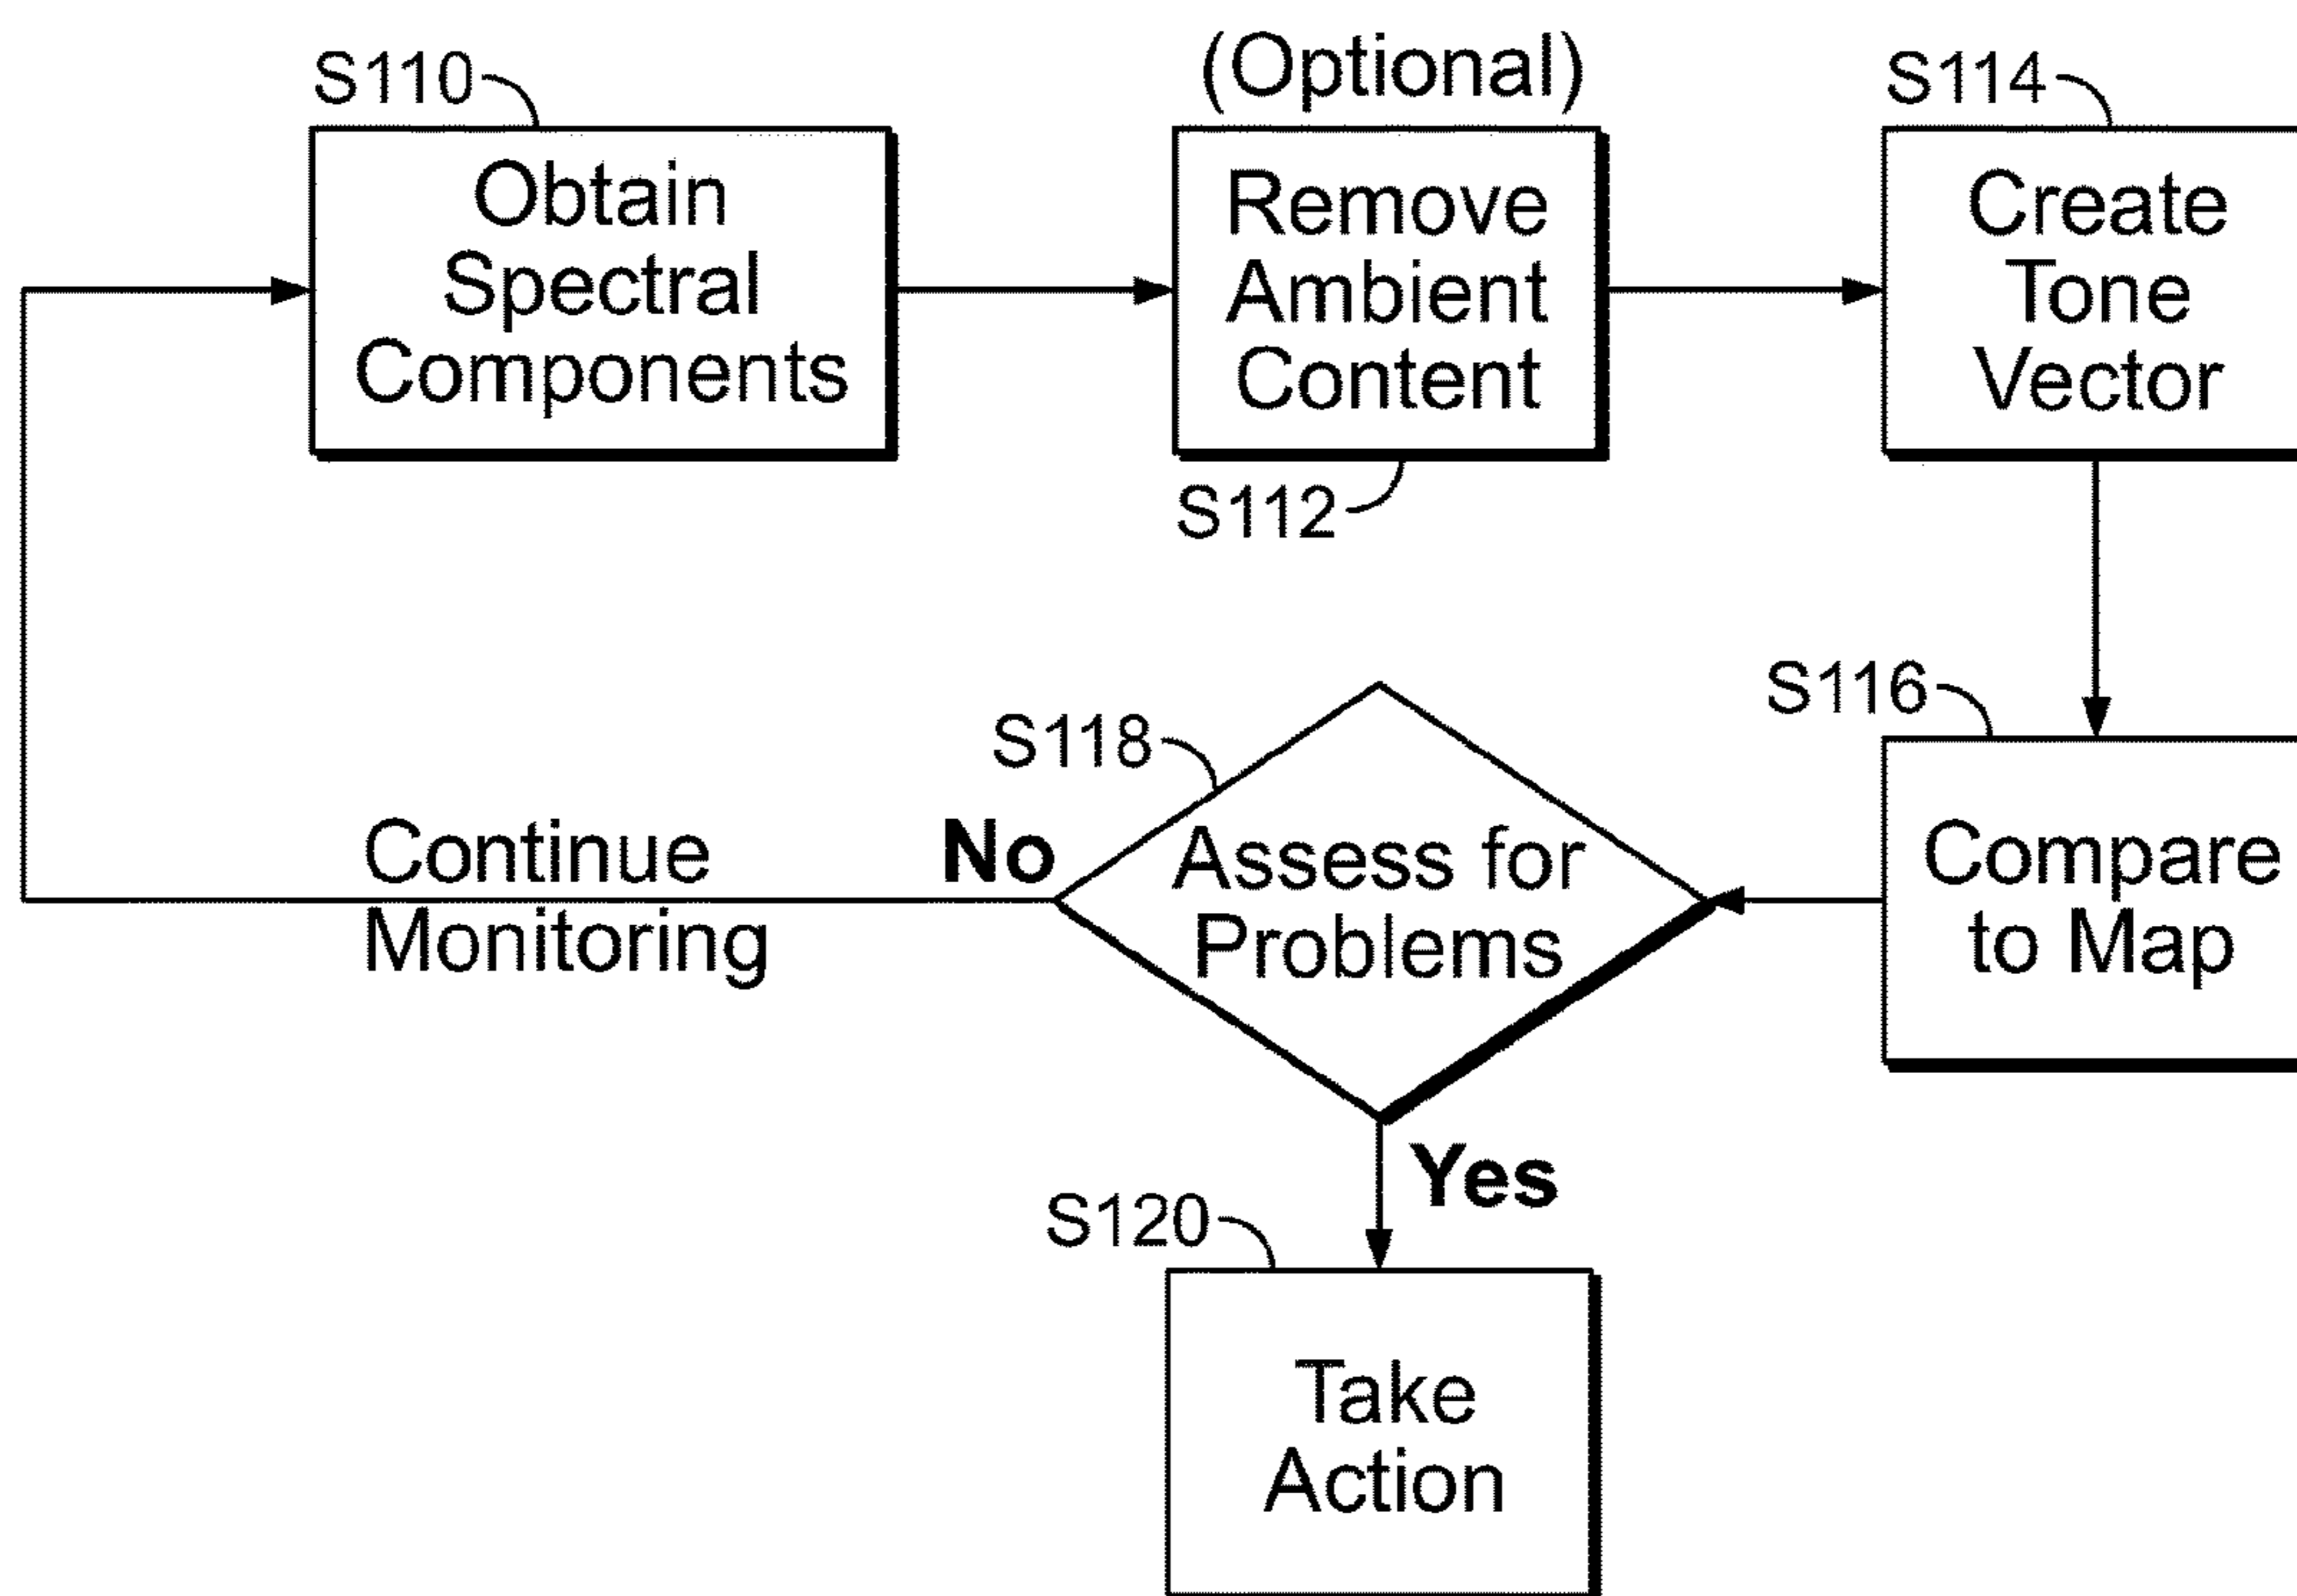 S110
Obtain
Spectral
Components
(Optional)
Remove
Ambient
Content
S112
S114
Create
Tone
Vector
S116
Compare
to Map
S118
Assess for
Problems
No
Continue
Monitoring
Yes
S120
Take
Action